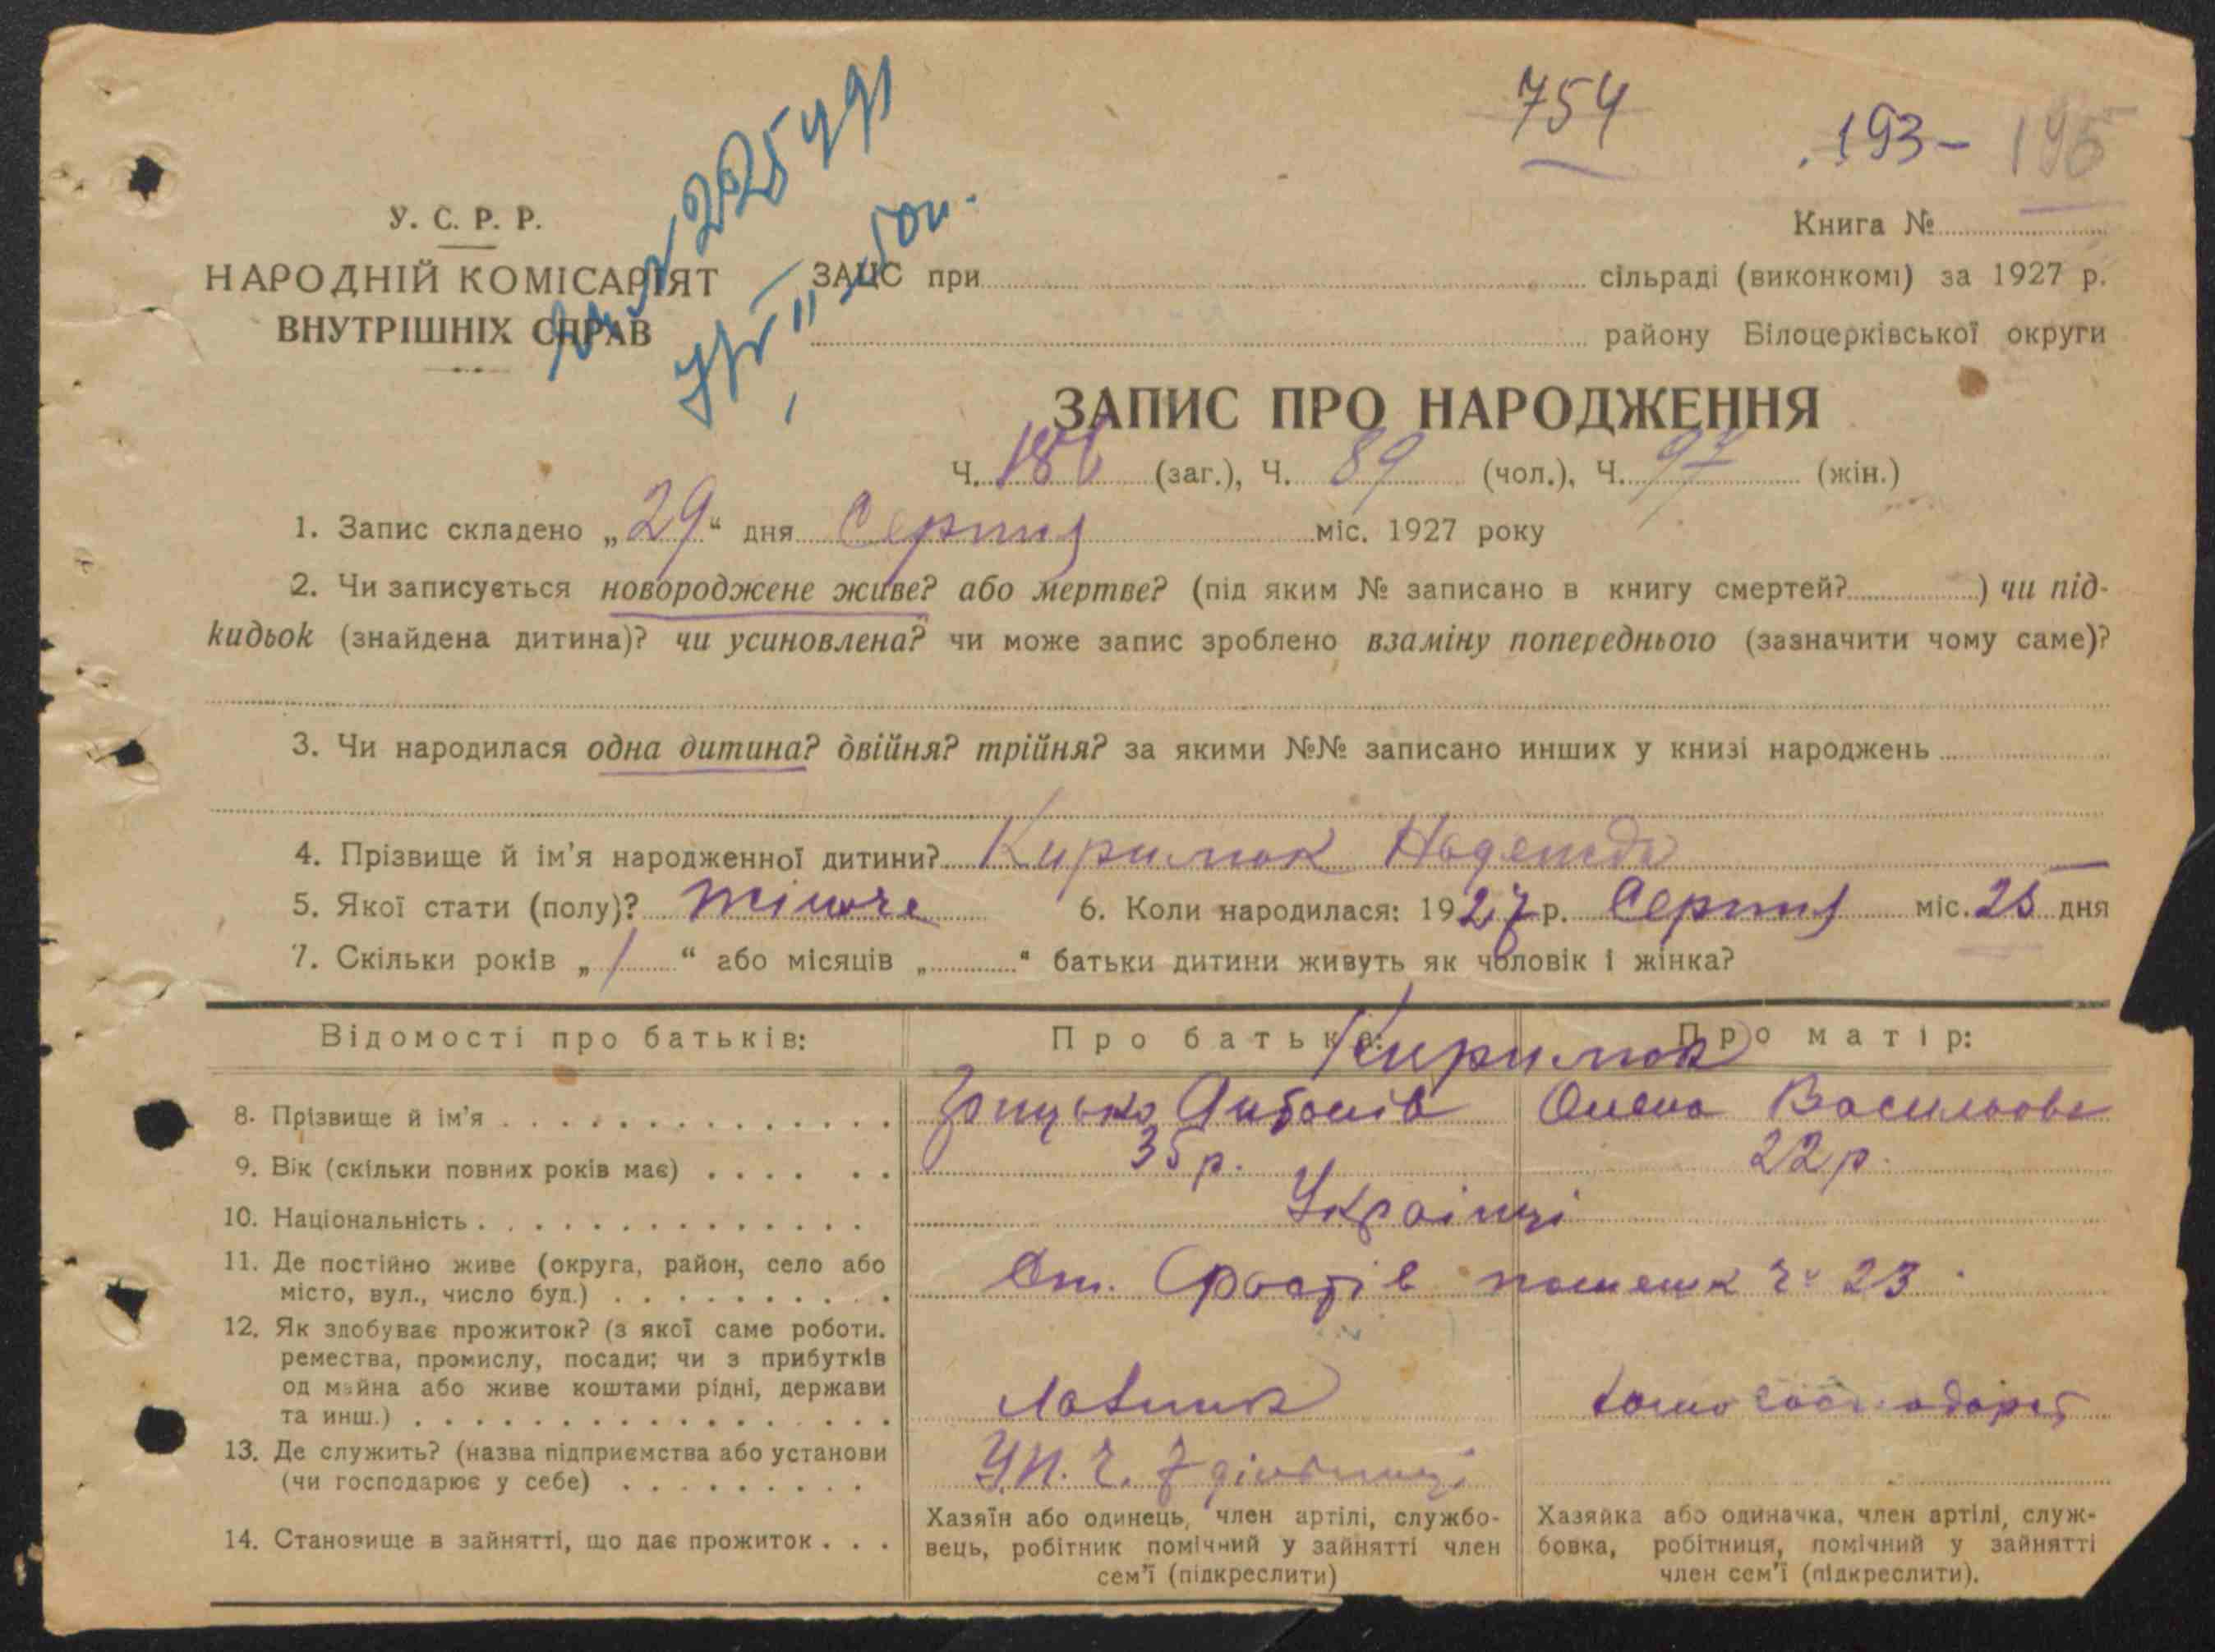 754
193- 195
У. С. Р. Р.
НАРОДНІЙ КОМІСАРІЯТ
ВНУТРІШНІХ СПРАВ
Книга №
ЗАЦС при сільраді (виконкомі) за 1927 р.
району Білоцерківської округи
ЗАПИС ПРО НАРОДЖЕННЯ
Ч. 186 (заг.), Ч. 89 (чол.), Ч. 97 (жін.)
1. Запис складено „29“ дня Серпня міс. 1927 року
2. Чи записується новороджене живе? або мертве? (під яким № записано в книгу смертей? ) чи під-
кидьок (знайдена дитина)? чи усиновлена? чи може запис зроблено взаміну попереднього (зазначити чому саме)?
3. Чи народилася одна дитина? двійня? трійня? за якими №№ записано инших у книзі народжень
4. Прізвище й ім'я народженної дитини?
5. Якої стати (полу)? жіноче 6. Коли народилася: 1927 р. Серпня міс. 25 дня
7. Скільки років „1“ або місяців „ “ батьки дитини живуть як чоловік і жінка?
Відомості про батьків: Про батька: Про матір:
8. Прізвище й ім'я
9. Вік (скільки повних років має) 35 р. 22 р.
10. Національність Українці
11. Де постійно живе (округа, район, село або
місто, вул., число буд.) ст. помешк ч. 23
12. Як здобуває прожиток? (з якої саме роботи.
ремества, промислу, посади; чи з прибутків
од майна або живе коштами рідні, держави
та инш.)
13. Де служить? (назва підприємства або установи
(чи господарює у себе)
14. Становище в зайнятті, що дає прожиток
Хазяїн або одинець, член артілі, службо-
вець, робітник помічний у зайнятті член
сем'ї (підкреслити)
Хазяйка або одиначка, член артілі, служ-
бовка, робітниця, помічний у зайнятті
член сем'ї (підкреслити).